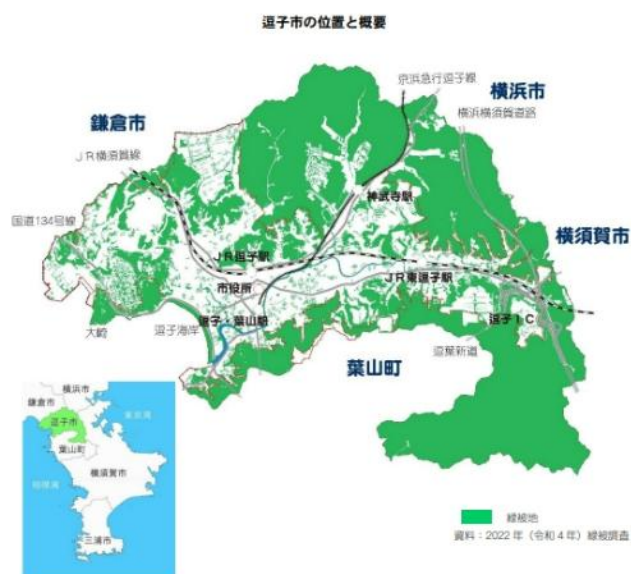 逗子市の位置と概要
京浜急行逗子線
横浜市
横浜横須賀道路
鎌倉市
JR横須賀線
神武寺駅
国道134号線
横須賀市
JR逗子駅
市役所
JR東逗子駅
大崎
逗子海岸
逗子・葉山駅
逗子IC
逗葉新道
葉山町
横浜市
鎌倉市
東京湾
逗子市
葉山町
横須賀市
相模湾
三浦市
緑被地
資料:2022年(令和4年)緑被調査